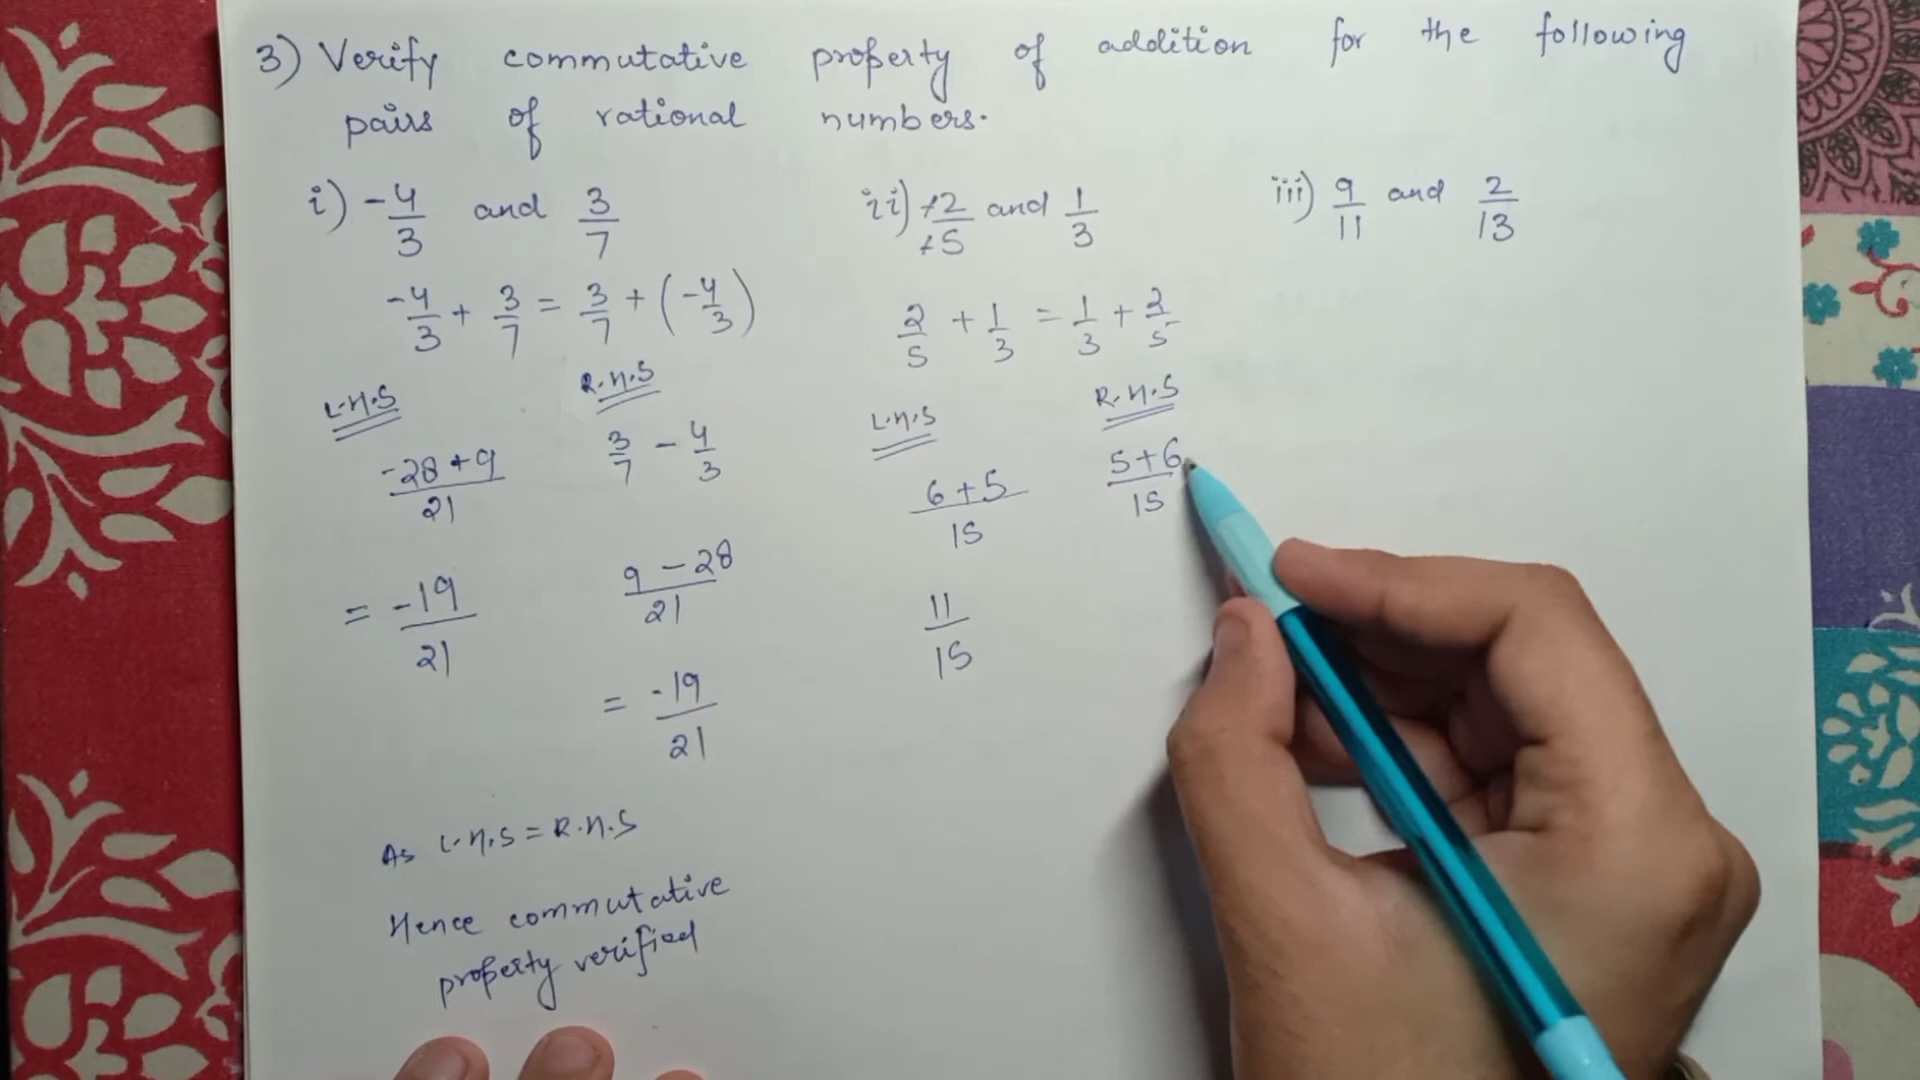 3) Verify commutative property of addition for the following
pairs of rational numbers.
i) -4/3 and 3/7
-4/3 + 3/7 = 3/7 + (-4/3)
L.H.S
R.H.S
-28+9/21
3/7 - 4/3
= -19/21
9-28/21
= -19/21
As L.H.S = R.H.S
Hence commutative
property verified
ii) +2/+5 and 1/3
2/5 + 1/3 = 1/3 + 2/5
L.H.S
R.H.S
6+5/15
5+6/15
11/15
iii) 9/11 and 2/13